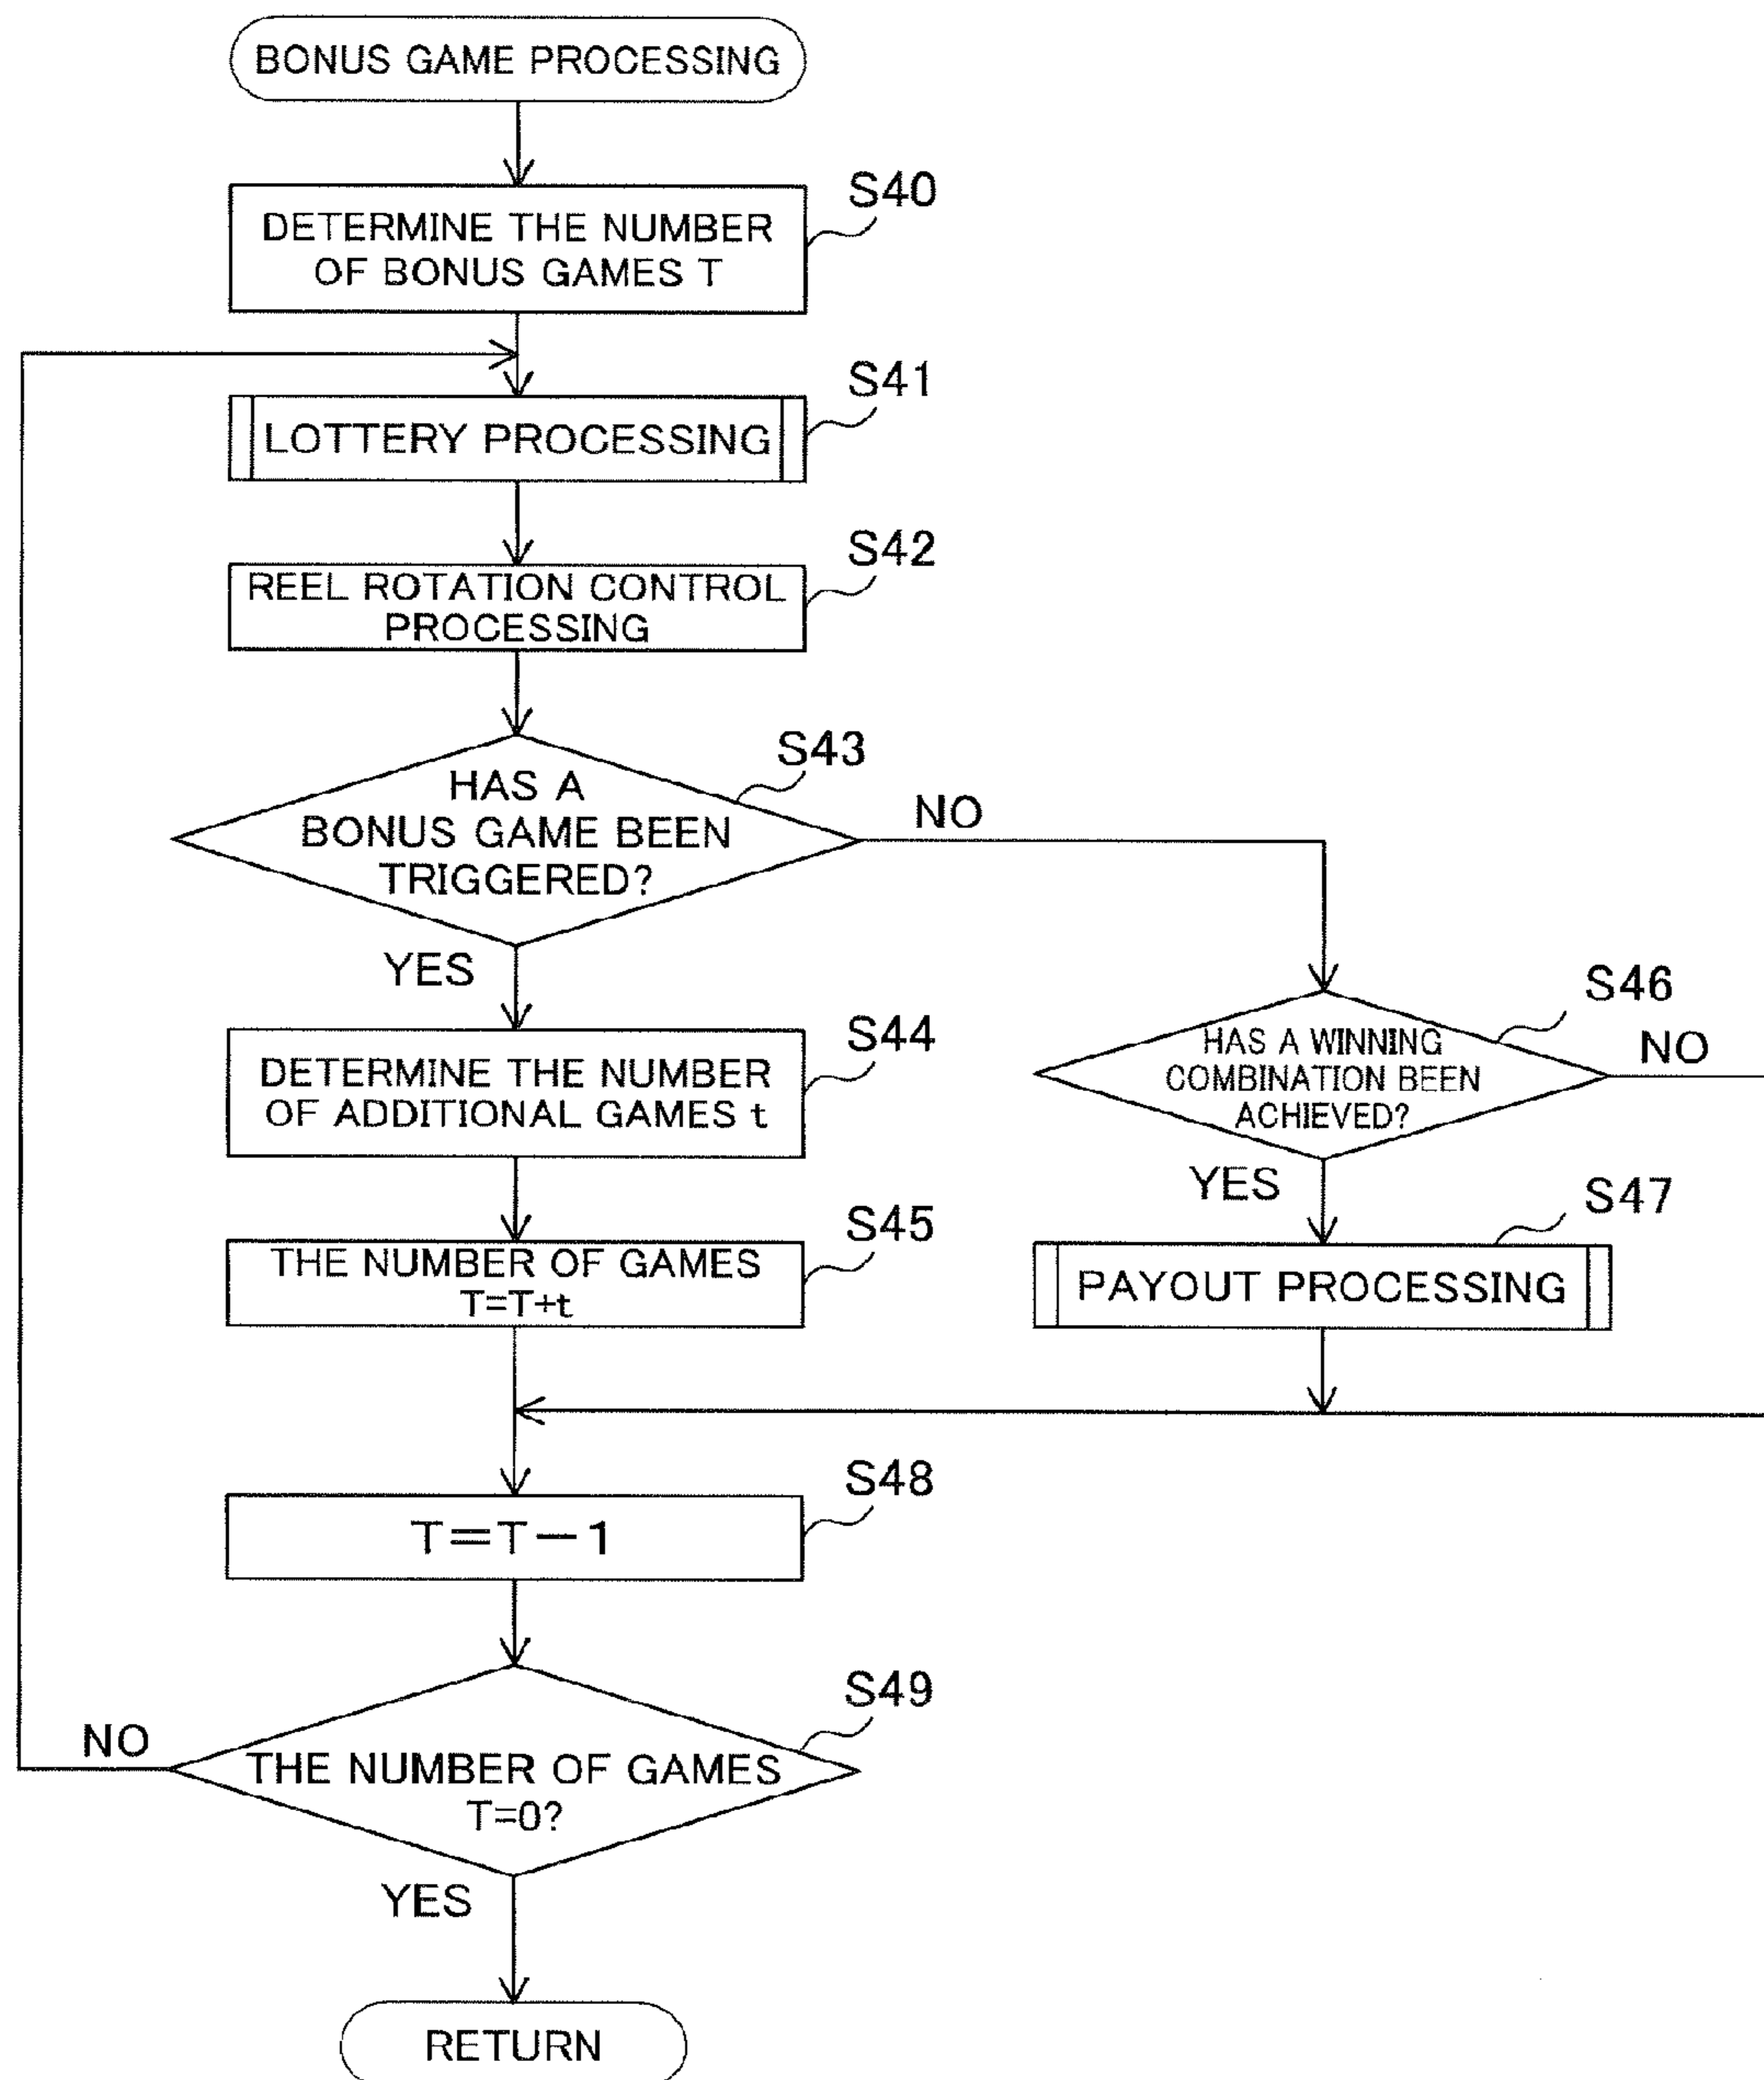 BONUS GAME PROCESSING
S40
DETERMINE THE NUMBER
OF BONUS GAMES T
S41
LOTTERY PROCESSING
S42
REEL ROTATION CONTROL
PROCESSING
S43
HAS A
BONUS GAME BEEN
TRIGGERED?
NO
YES
S44
DETERMINE THE NUMBER
OF ADDITIONAL GAMES t
S45
THE NUMBER OF GAMES
T=T+t
S46
HAS A WINNING
COMBINATION BEEN
ACHIEVED?
NO
YES
S47
PAYOUT PROCESSING
S48
T=T-1
S49
THE NUMBER OF GAMES
T=0?
NO
YES
RETURN